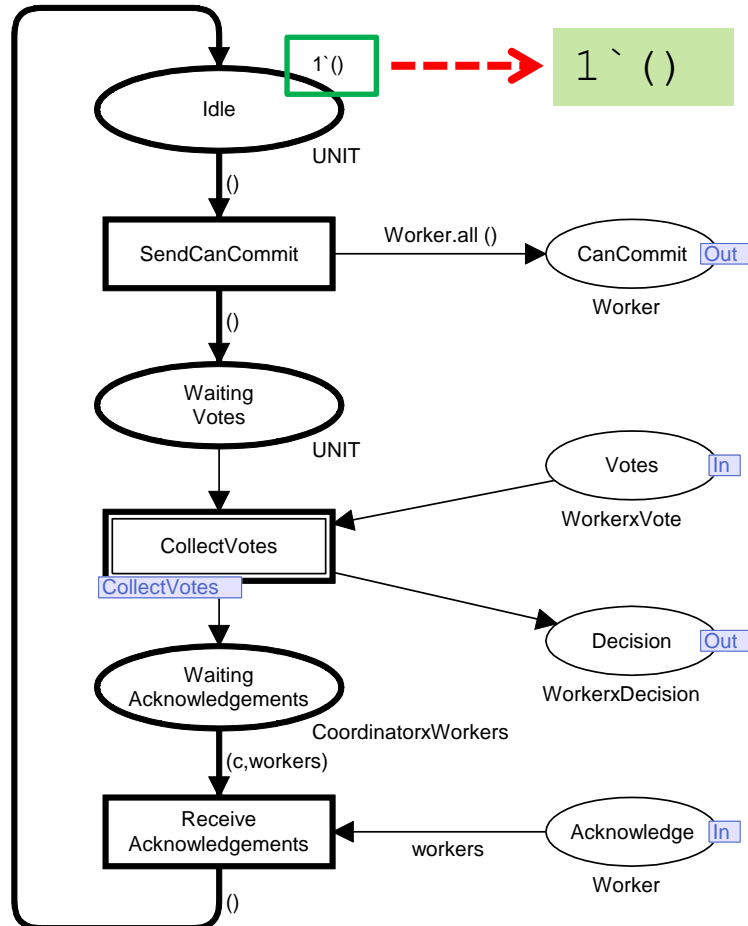 1`()
1`()
Idle
UNIT
()
SendCanCommit
Worker.all ()
CanCommit
Out
Worker
()
Waiting
Votes
UNIT
Votes
In
WorkerxVote
CollectVotes
CollectVotes
Decision
Out
WorkerxDecision
Waiting
Acknowledgements
CoordinatorxWorkers
(c,workers)
Receive
Acknowledgements
workers
Acknowledge
In
Worker
()